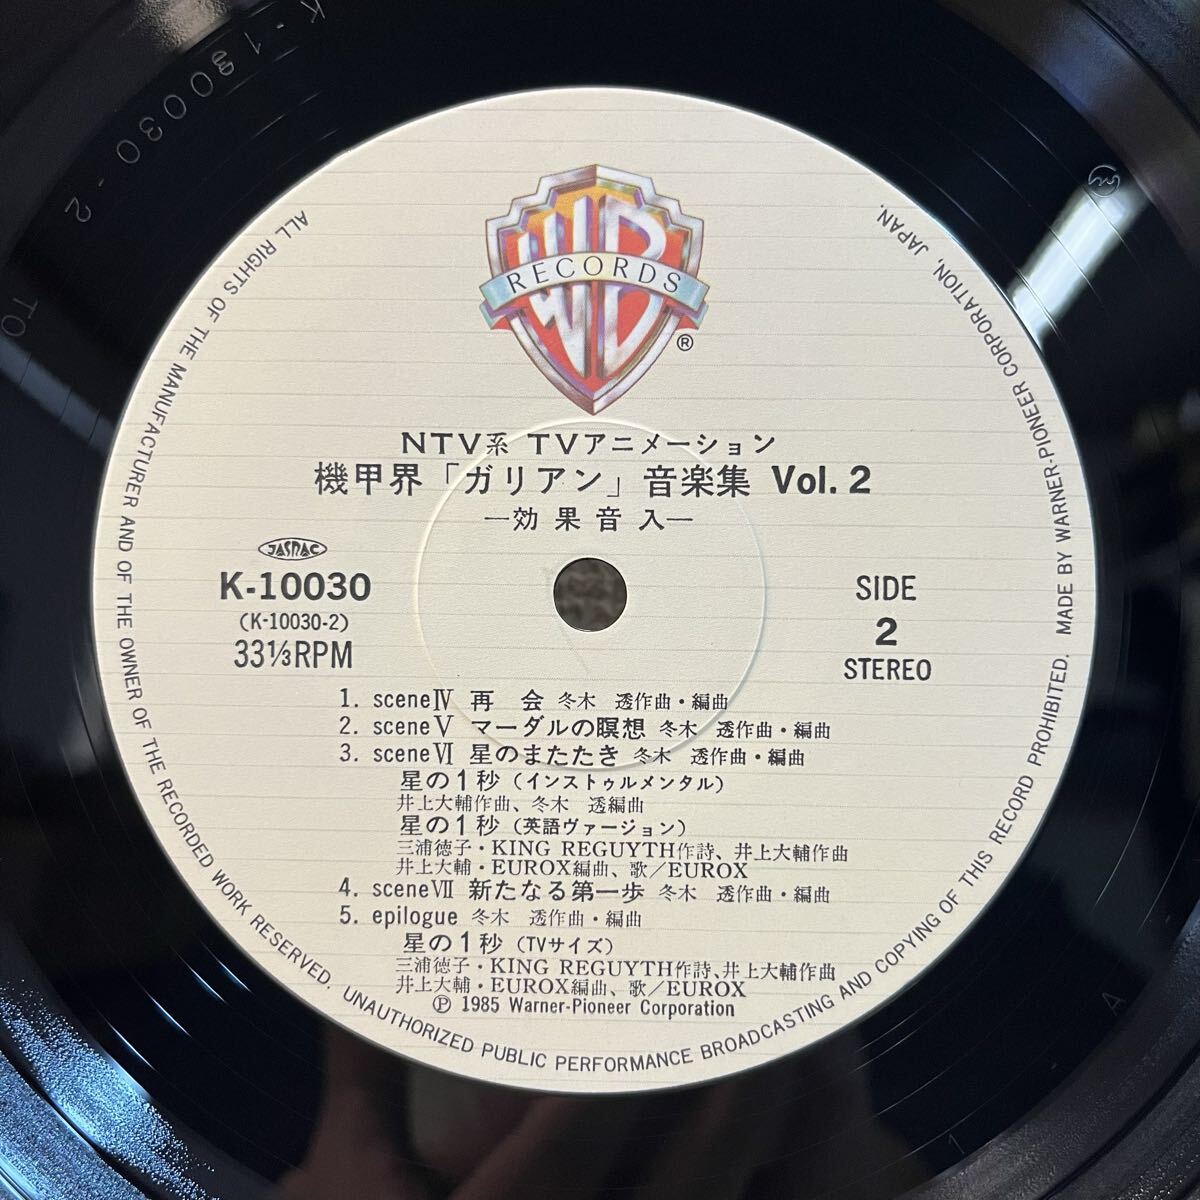 K-10030-2
WB
RECORDS
®
NTV系 TVアニメーション
機甲界「ガリアン」音楽集 Vol. 2
―効果音入―
JASRAC
K-10030
(K-10030-2)
33⅓RPM
SIDE
2
STEREO
1. sceneⅣ 再 会 冬木 透作曲・編曲
2. sceneⅤ マーダルの瞑想 冬木 透作曲・編曲
3. sceneⅥ 星のまたたき 冬木 透作曲・編曲
星の1秒(インストゥルメンタル)
井上大輔作曲、冬木 透編曲
星の1秒(英語ヴァージョン)
三浦徳子・KING REGUYTH作詩、井上大輔作曲
井上大輔・EUROX編曲、歌/EUROX
4. sceneⅦ 新たなる第一歩 冬木 透作曲・編曲
5. epilogue 冬木 透作曲・編曲
星の1秒(TVサイズ)
三浦徳子・KING REGUYTH作詩、井上大輔作曲
井上大輔・EUROX編曲、歌/EUROX
Ⓟ 1985 Warner-Pioneer Corporation
ALL RIGHTS OF THE MANUFACTURER AND OF THE OWNER OF THE RECORDED WORK RESERVED. UNAUTHORIZED PUBLIC PERFORMANCE BROADCASTING AND COPYING OF THIS RECORD PROHIBITED. MADE BY WARNER-PIONEER CORPORATION, JAPAN.
TO
1
A